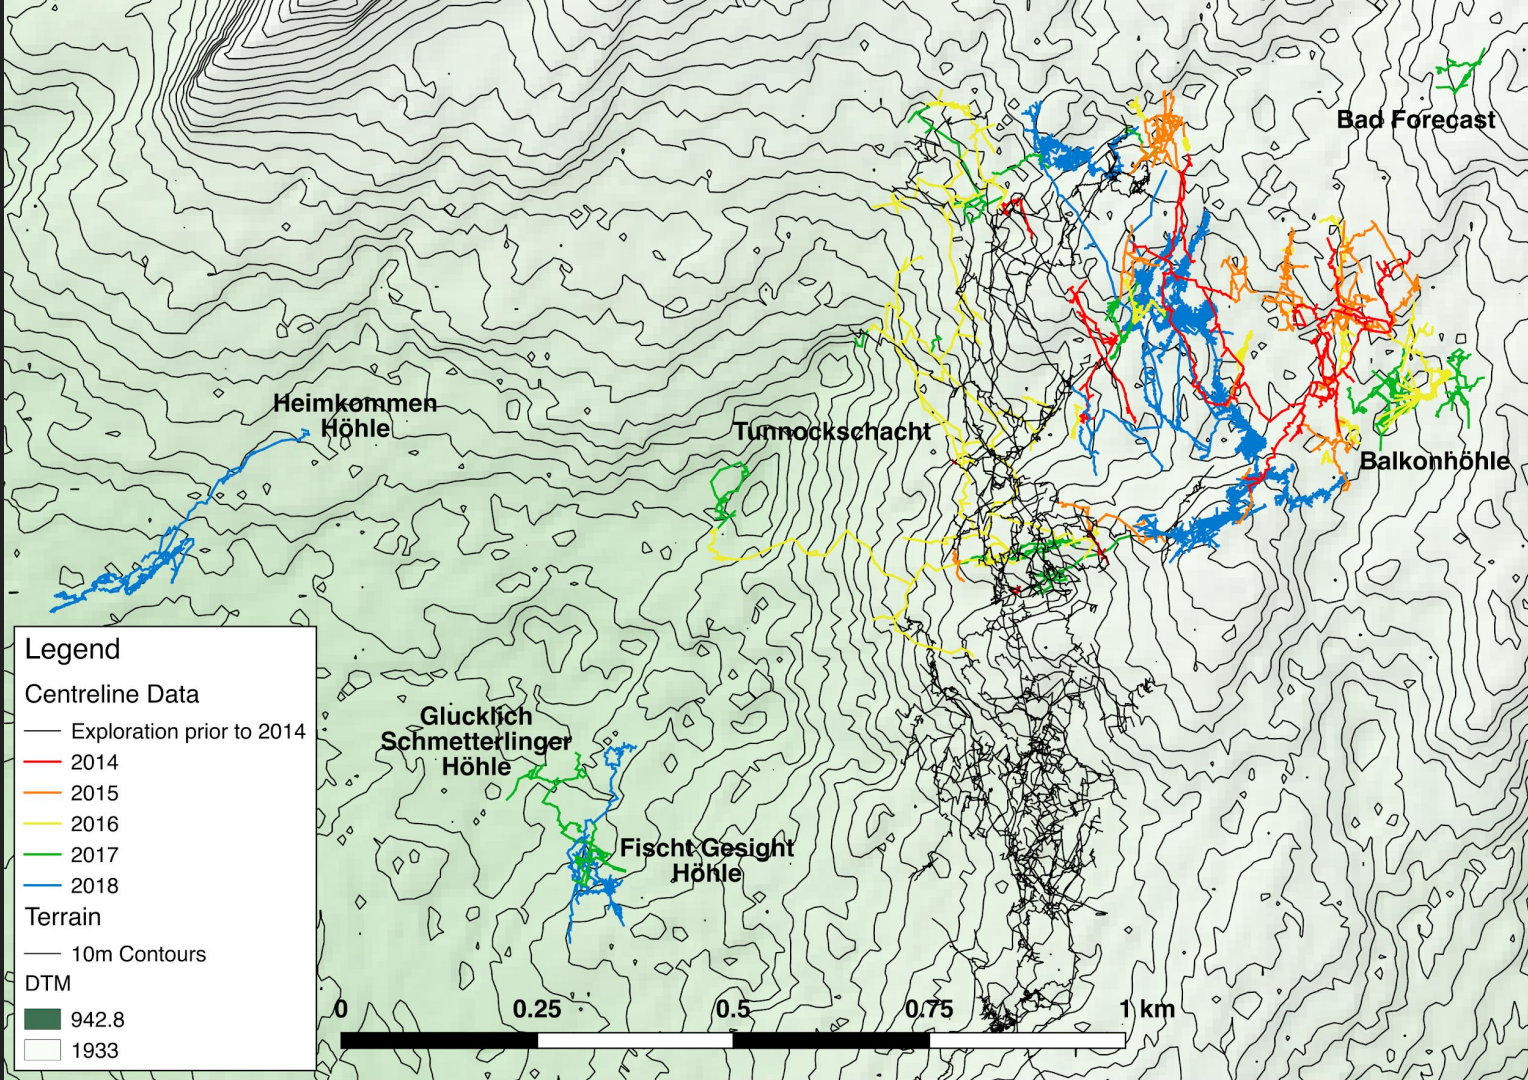 Bad Forecast
Heimkommen
Höhle
Tunnockschacht
Balkonhöhle
Legend
Centreline Data
Exploration prior to 2014
2014
2015
2016
2017
2018
Terrain
10m Contours
DTM
942.8
1933
Glucklich
Schmetterlinger
Höhle
Fischt Gesight
Höhle
0 0.25 0.5 0.75 1 km